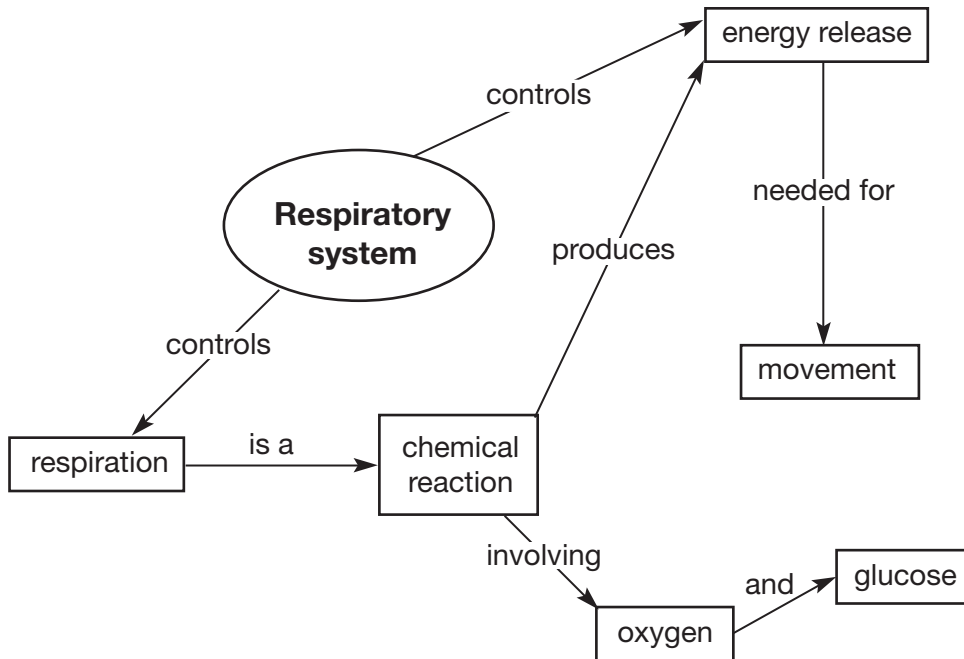 energy release
controls
needed for
Respiratory
system
produces
controls
movement
respiration
is a
chemical
reaction
involving
and
glucose
oxygen